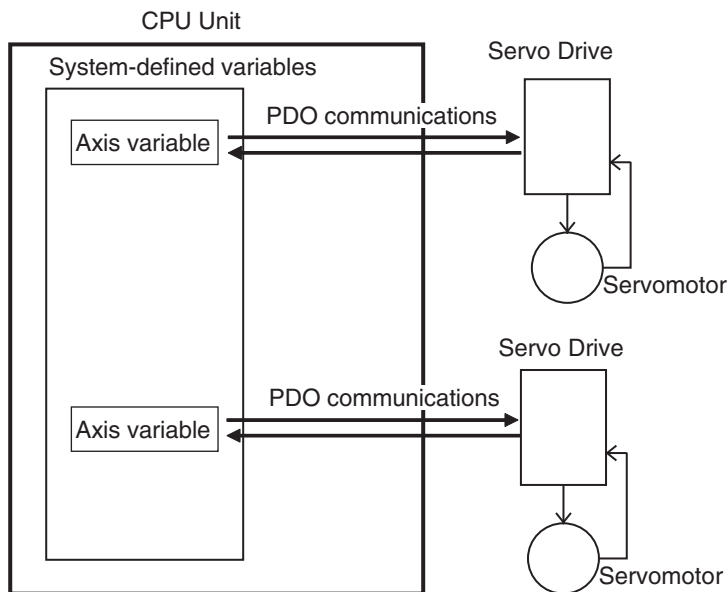 CPU Unit
System-defined variables
Servo Drive
PDO communications
Axis variable
Servomotor
Servo Drive
PDO communications
Axis variable
Servomotor